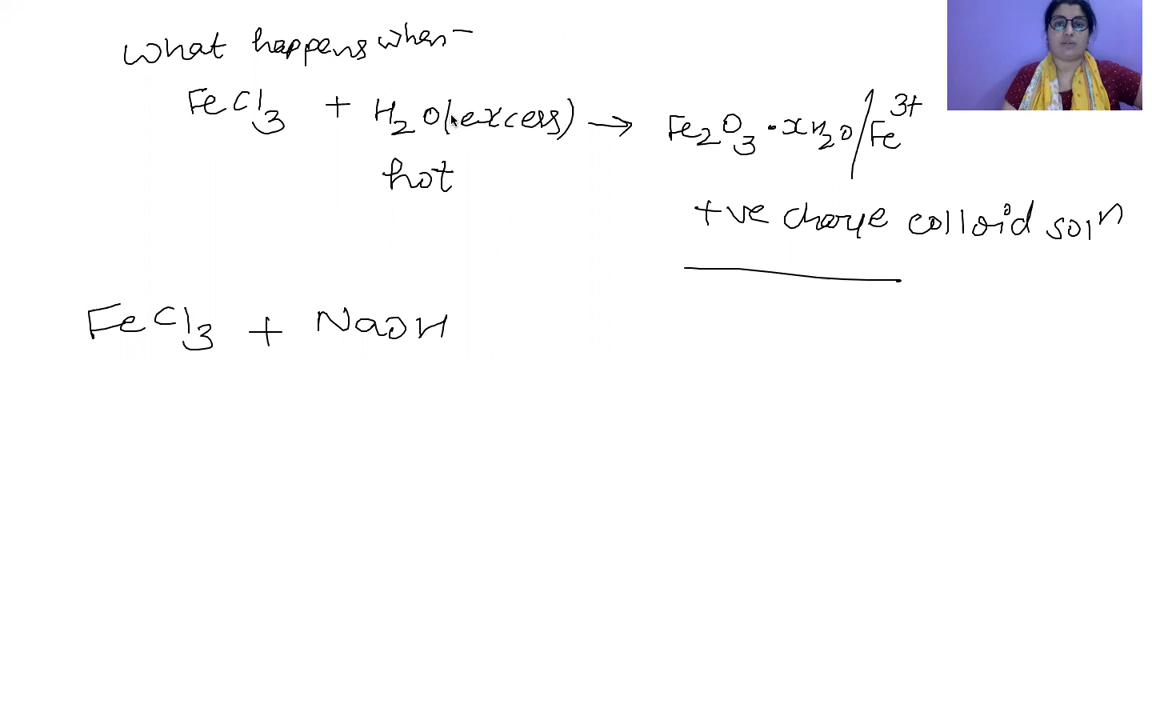 What happens when -
FeCl3 + H2O (excess) → Fe2O3·xH2O/Fe3+
hot
+ve charge colloid soln
FeCl3 + NaOH